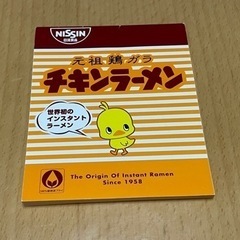 NISSIN
元祖鶏ガラ
チキンラーメン
世界初の
インスタント
ラーメン
The Origin Of Instant Ramen
Since 1958